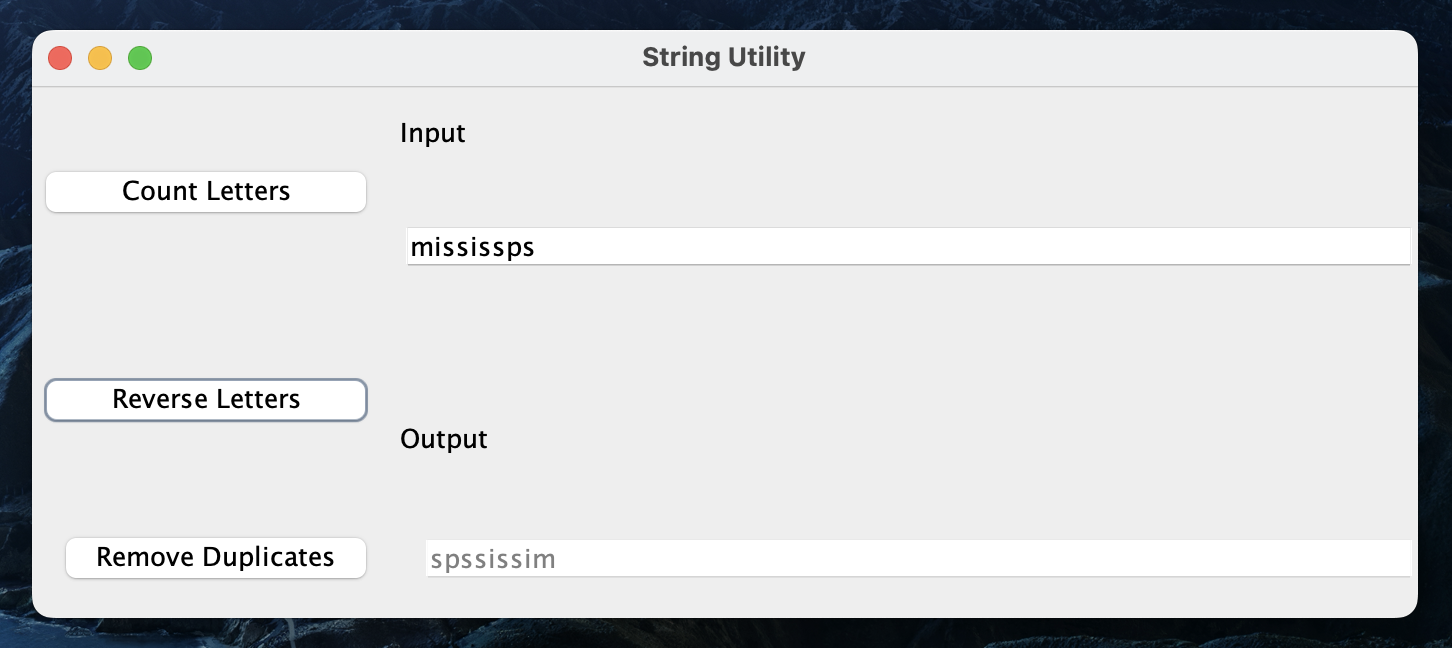 String Utility
Input
Count Letters
mississps
Reverse Letters
Output
Remove Duplicates
spssissim